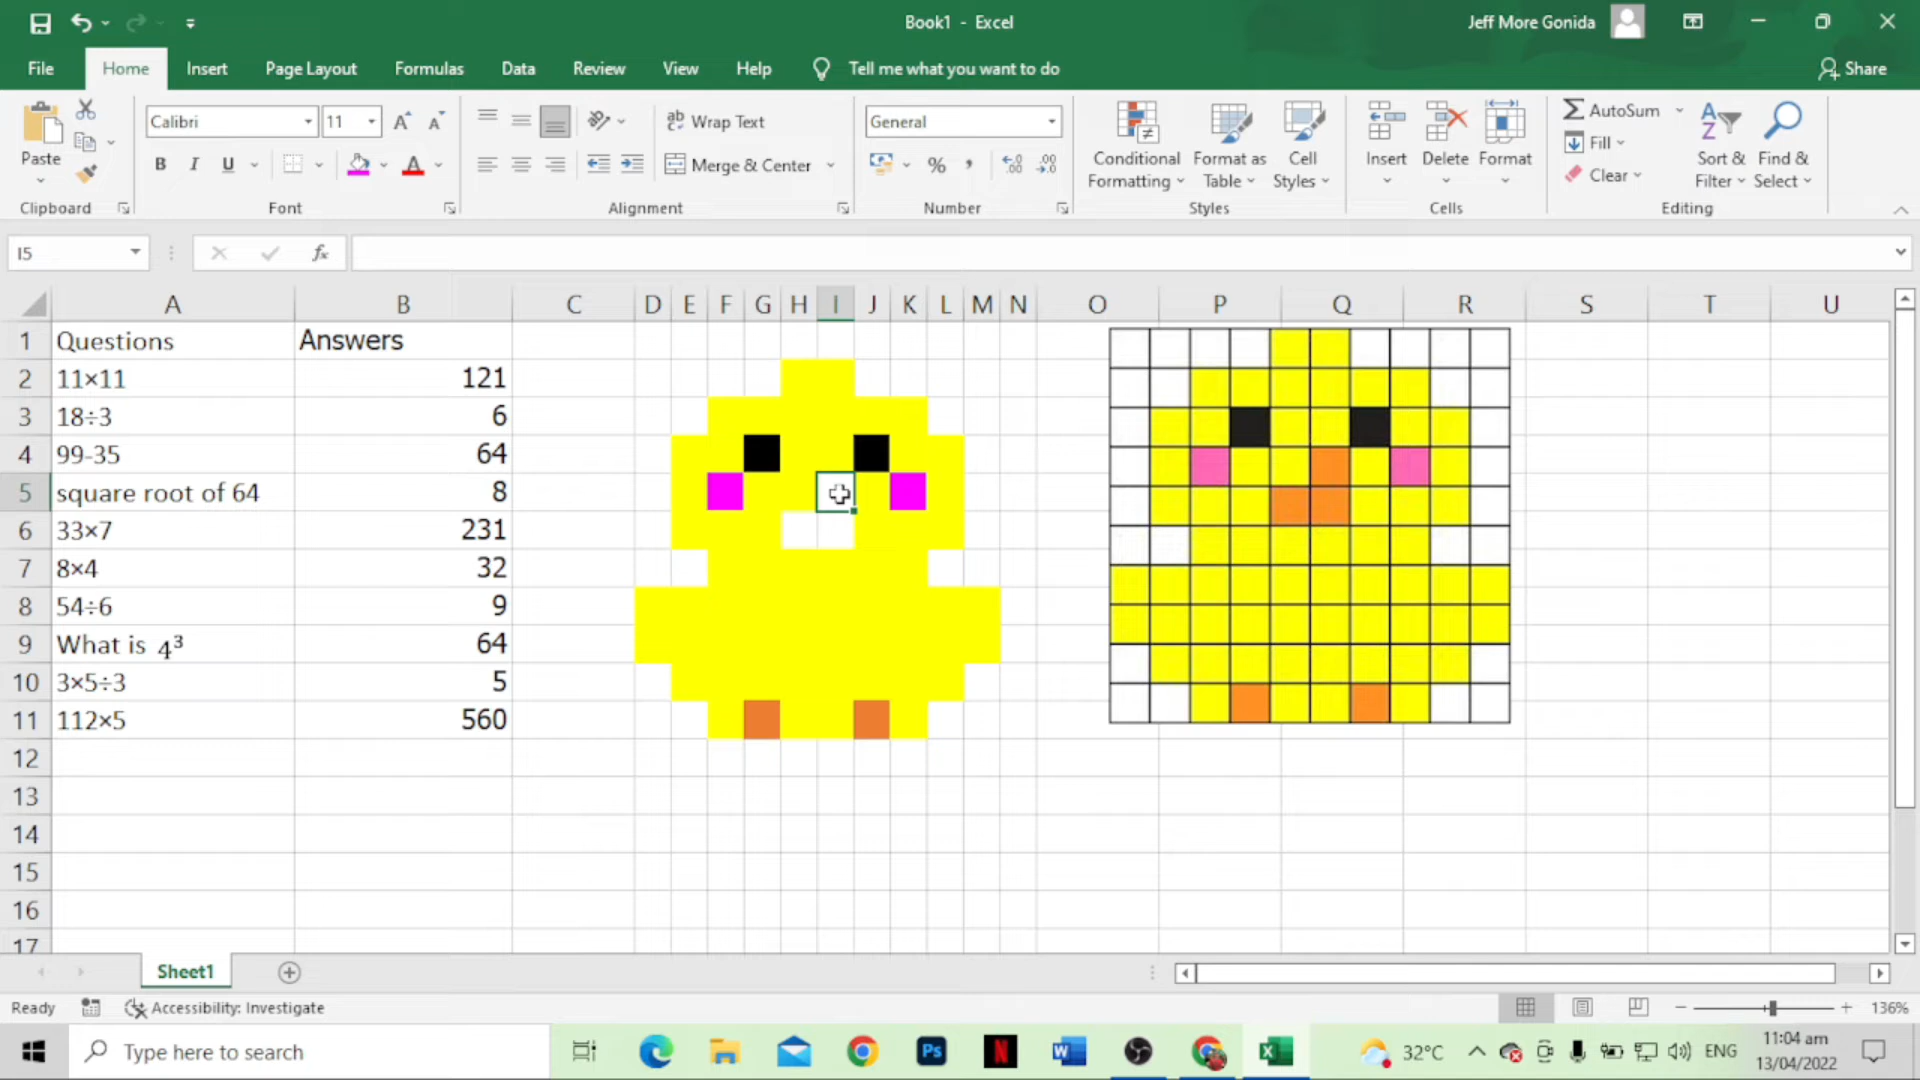 Book1 - Excel
Jeff More Gonida
File Home Insert Page Layout Formulas Data Review View Help Tell me what you want to do
Share
Paste
Clipboard
Calibri 11
B I U A
Font
ab Wrap Text
Merge & Center
Alignment
General
% ,
Number
Conditional Formatting
Format as Table
Cell Styles
Styles
Insert Delete Format
Cells
AutoSum
Fill
Clear
Sort & Filter
Find & Select
Editing
I5
fx
A B C D E F G H I J K L M N O P Q R S T U
1 Questions Answers
2 11×11 121
3 18÷3 6
4 99-35 64
5 square root of 64 8
6 33×7 231
7 8×4 32
8 54÷6 9
9 What is 4³ 64
10 3×5÷3 5
11 112×5 560
12
13
14
15
16
17
Sheet1
Ready
Accessibility: Investigate
136%
Type here to search
Ps
N
W
X
32°C
ENG
11:04 am
13/04/2022